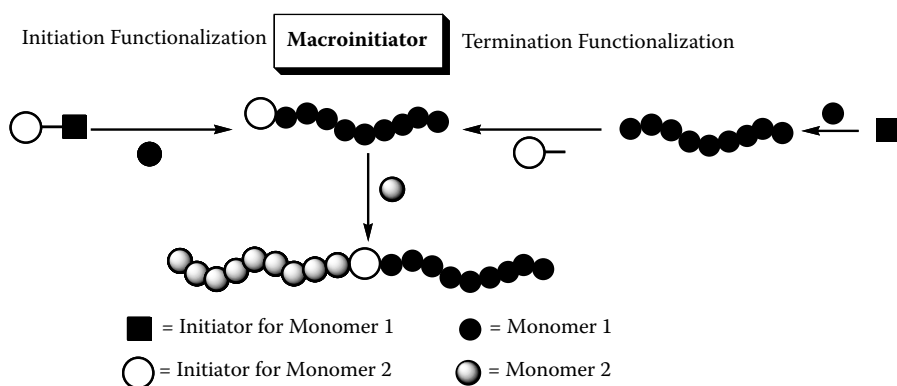 Initiation Functionalization
Macroinitiator
Termination Functionalization
= Initiator for Monomer 1
= Monomer 1
= Initiator for Monomer 2
= Monomer 2